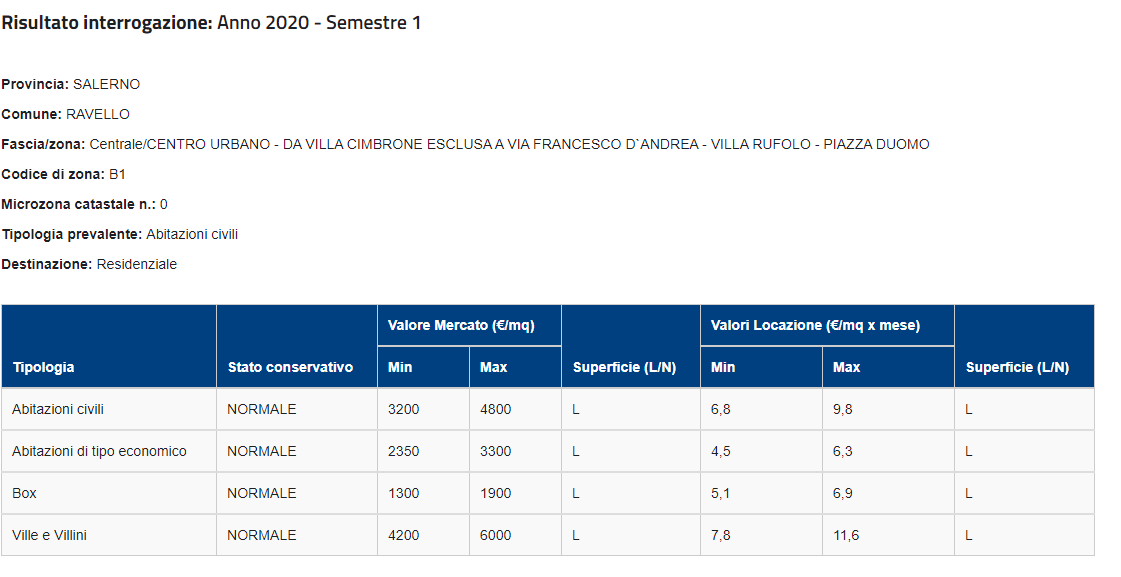 Risultato interrogazione: Anno 2020 - Semestre 1
Provincia: SALERNO
Comune: RAVELLO
Fascia/zona: Centrale/CENTRO URBANO - DA VILLA CIMBRONE ESCLUSA A VIA FRANCESCO D`ANDREA - VILLA RUFOLO - PIAZZA DUOMO
Codice di zona: B1
Microzona catastale n.: 0
Tipologia prevalente: Abitazioni civili
Destinazione: Residenziale
Valore Mercato (€/mq) Valori Locazione (€/mq x mese)
Tipologia Stato conservativo Min Max Superficie (L/N) Min Max Superficie (L/N)
Abitazioni civili NORMALE 3200 4800 L 6,8 9,8 L
Abitazioni di tipo economico NORMALE 2350 3300 L 4,5 6,3 L
Box NORMALE 1300 1900 L 5,1 6,9 L
Ville e Villini NORMALE 4200 6000 L 7,8 11,6 L